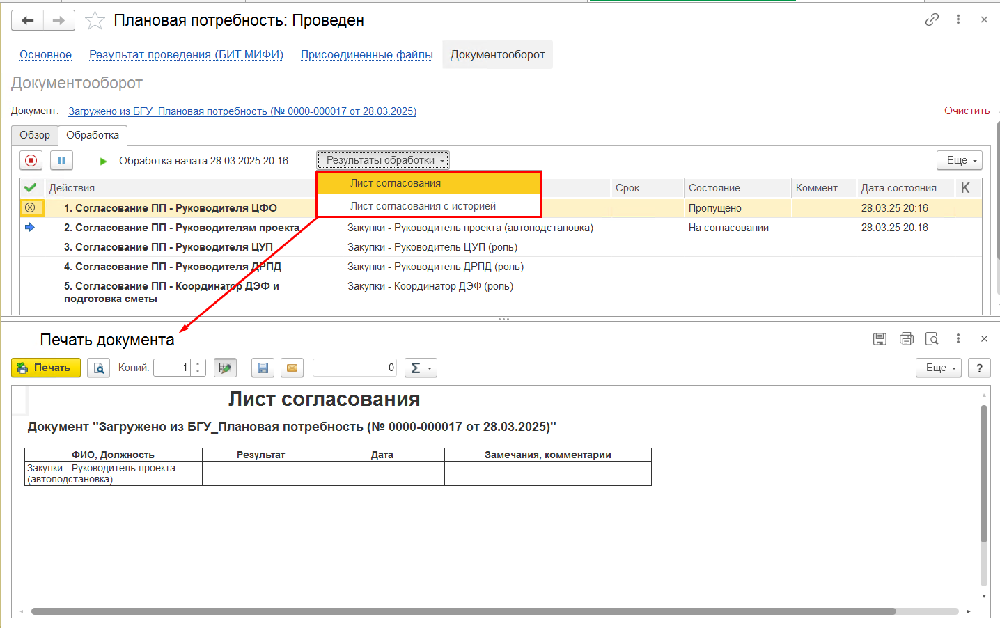 Плановая потребность: Проведен
Основное Результат проведения (БИТ МИФИ) Присоединенные файлы Документооборот
Документооборот
Документ: Загружено из БГУ_Плановая потребность (№ 0000-000017 от 28.03.2025) Очистить
Обзор Обработка
Обработка начата 28.03.2025 20:16 Результаты обработки Еще
Действия Срок Состояние Коммент... Дата состояния К
Лист согласования
Лист согласования с историей
1. Согласование ПП - Руководителя ЦФО Пропущено 28.03.25 20:16
2. Согласование ПП - Руководителям проекта Закупки - Руководитель проекта (автоподстановка) На согласовании 28.03.25 20:16
3. Согласование ПП - Руководителя ЦУП Закупки - Руководитель ЦУП (роль)
4. Согласование ПП - Руководителя ДРПД Закупки - Руководитель ДРПД (роль)
5. Согласование ПП - Координатор ДЭФ и Закупки - Координатор ДЭФ (роль)
подготовка сметы
Печать документа
Печать Копий: 1 0 Σ Еще ?
Лист согласования
Документ "Загружено из БГУ_Плановая потребность (№ 0000-000017 от 28.03.2025)"
ФИО, Должность Результат Дата Замечания, комментарии
Закупки - Руководитель проекта
(автоподстановка)